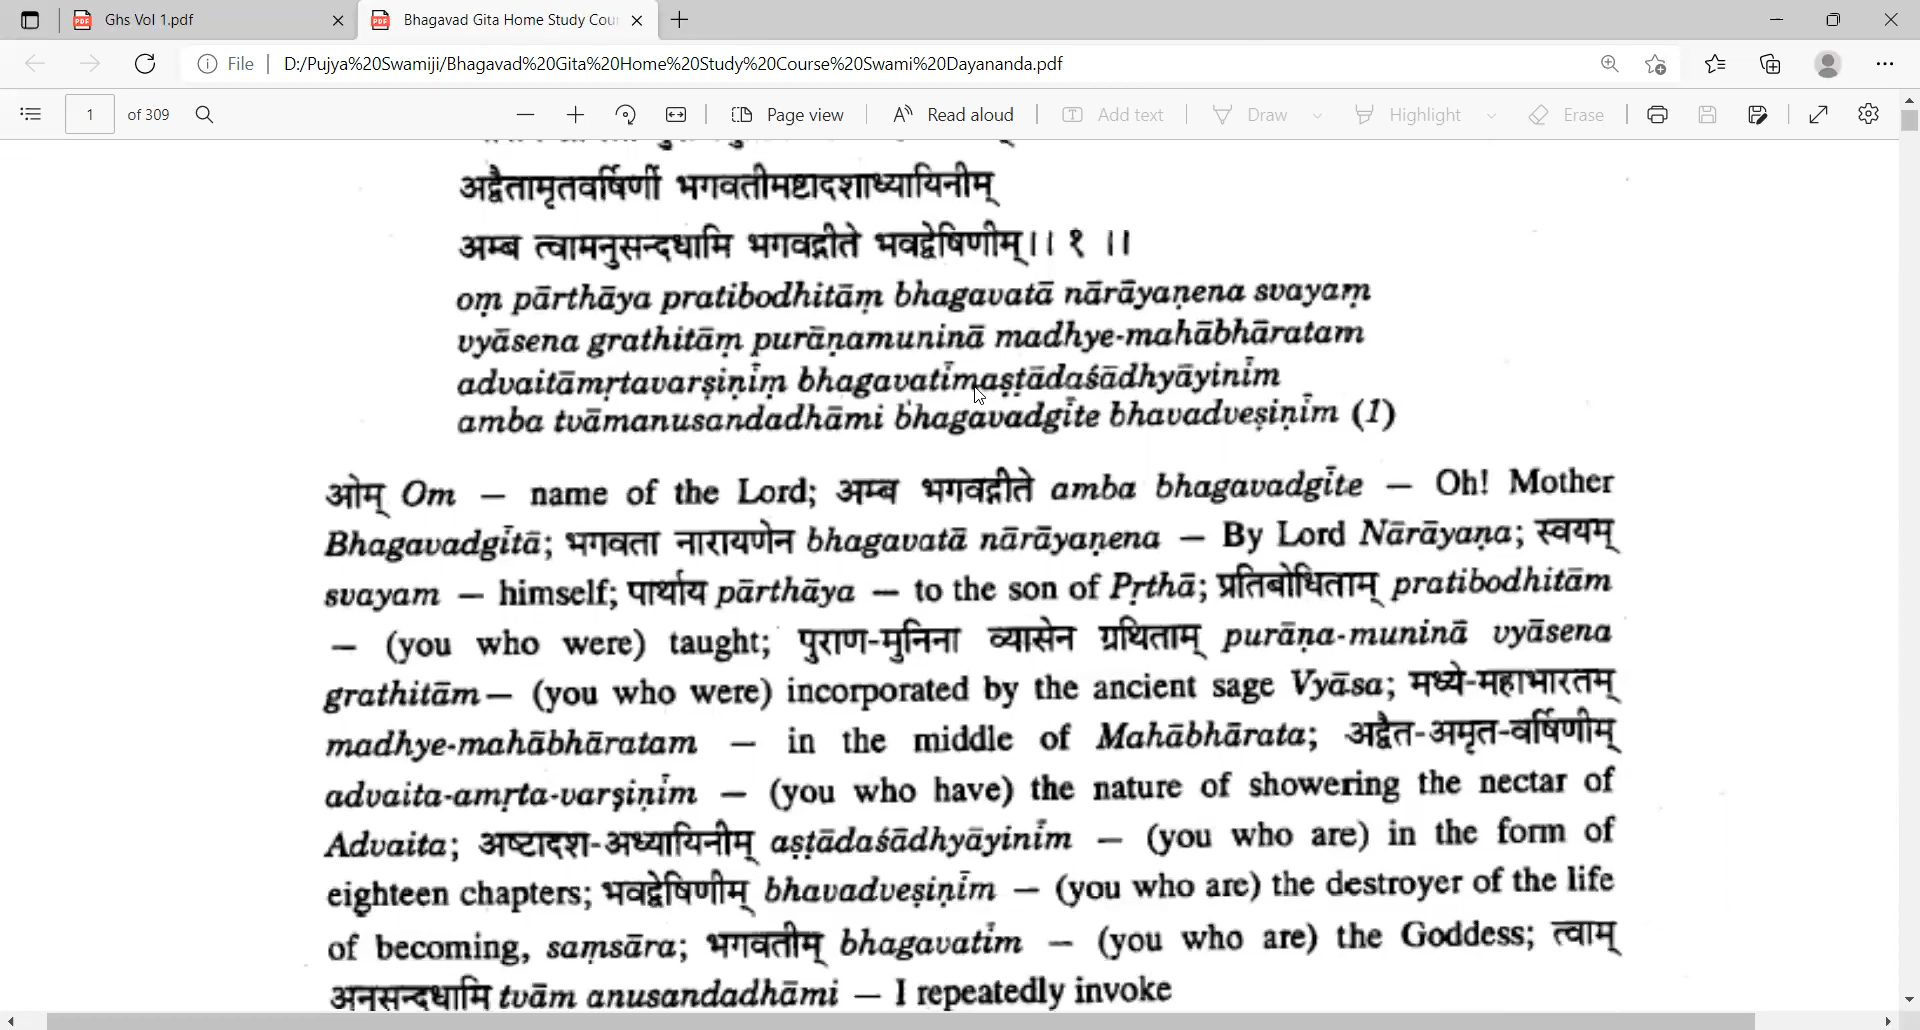 Ghs Vol 1.pdf
Bhagavad Gita Home Study Cou
File
D:/Pujya%20Swamiji/Bhagavad%20Gita%20Home%20Study%20Course%20Swami%20Dayananda.pdf
1 of 309 Page view Read aloud Add text Draw Highlight Erase
अद्वैतामृतवर्षिणीं भगवतीमष्टादशाध्यायिनीम्
अम्ब त्वामनुसन्दधामि भगवद्गीते भवद्वेषिणीम्।। १ ।।
oṃ pārthāya pratibodhitāṃ bhagavatā nārāyaṇena svayaṃ
vyāsena grathitāṃ purāṇamuninā madhye-mahābhāratam
advaitāmṛtavarṣiṇīṃ bhagavatīmaṣṭādaśādhyāyinīm
amba tvāmanusandadhāmi bhagavadgīte bhavadveṣiṇīm (1)
ओम् Om – name of the Lord; अम्ब भगवद्गीते amba bhagavadgīte – Oh! Mother
Bhagavadgītā; भगवता नारायणेन bhagavatā nārāyaṇena – By Lord Nārāyaṇa; स्वयम्
svayam – himself; पार्थाय pārthāya – to the son of Pṛthā; प्रतिबोधिताम् pratibodhitām
– (you who were) taught; पुराण-मुनिना व्यासेन ग्रथिताम् purāṇa-muninā vyāsena
grathitām – (you who were) incorporated by the ancient sage Vyāsa; मध्ये-महाभारतम्
madhye-mahābhāratam – in the middle of Mahābhārata; अद्वैत-अमृत-वर्षिणीम्
advaita-amṛta-varṣiṇīm – (you who have) the nature of showering the nectar of
Advaita; अष्टादश-अध्यायिनीम् aṣṭādaśādhyāyinīm – (you who are) in the form of
eighteen chapters; भवद्वेषिणीम् bhavadveṣiṇīm – (you who are) the destroyer of the life
of becoming, saṃsāra; भगवतीम् bhagavatīm – (you who are) the Goddess; त्वाम्
अनुसन्दधामि tvām anusandadhāmi – I repeatedly invoke